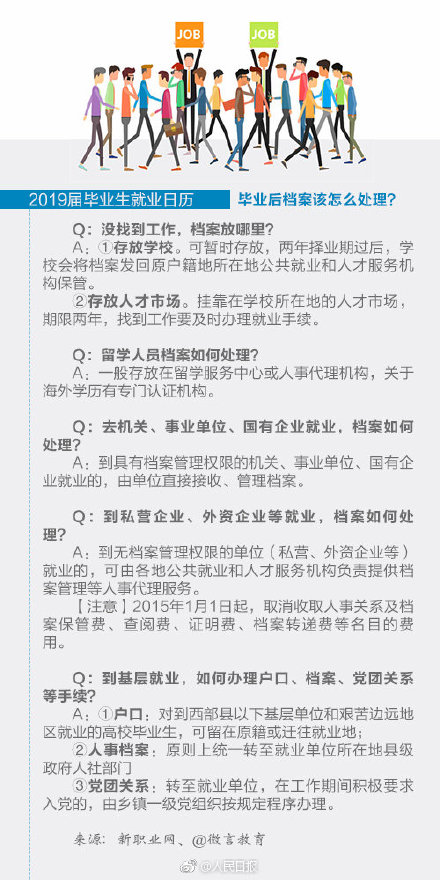 JOB
JOB
2019届毕业生就业日历
毕业后档案该怎么处理?
Q：没找到工作，档案放哪里？
A：①存放学校。可暂时存放，两年择业期过后，学
校会将档案发回原户籍地所在地公共就业和人才服务机
构保管。
②存放人才市场。挂靠在学校所在地的人才市场，
期限两年，找到工作要及时办理就业手续。
Q：留学人员档案如何处理？
A：一般存放在留学服务中心或人事代理机构，关于
海外学历有专门认证机构。
Q：去机关、事业单位、国有企业就业，档案如何
处理？
A：到具有档案管理权限的机关、事业单位、国有企
业就业的，由单位直接接收、管理档案。
Q：到私营企业、外资企业等就业，档案如何处
理？
A：到无档案管理权限的单位（私营、外资企业等）
就业的，可由各地公共就业和人才服务机构负责提供档
案管理等人事代理服务。
【注意】2015年1月1日起，取消收取人事关系及档
案保管费、查阅费、证明费、档案转递费等名目的费
用。
Q：到基层就业，如何办理户口、档案、党团关系
等手续？
A：①户口：对到西部县以下基层单位和艰苦边远地
区就业的高校毕业生，可留在原籍或迁往就业地；
②人事档案：原则上统一转至就业单位所在地县级
政府人社部门
③党团关系：转至就业单位，在工作期间积极要求
入党的，由乡镇一级党组织按规定程序办理。
来源：新职业网、@微言教育
@人民日报